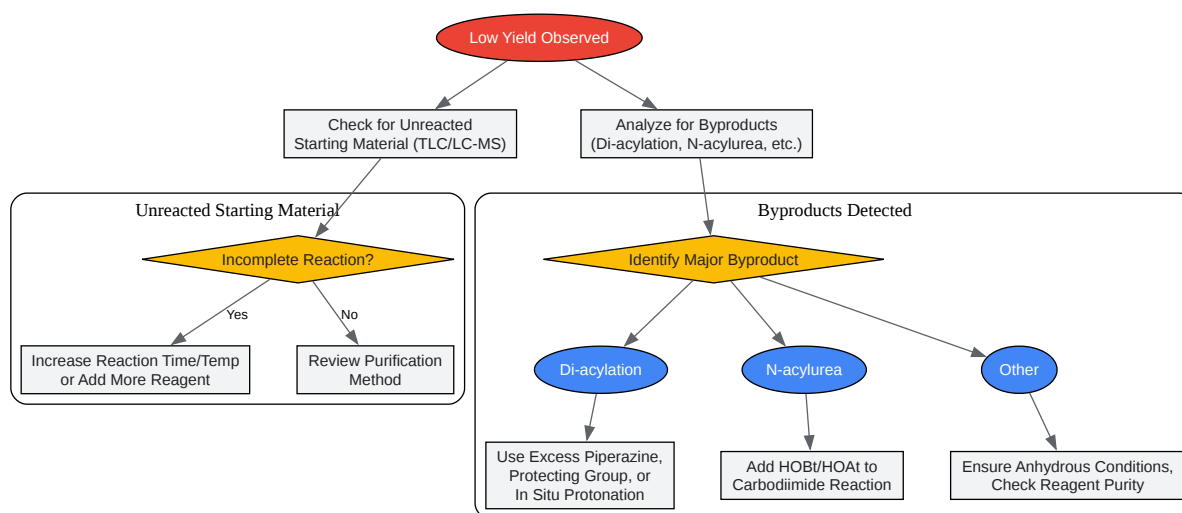 Low Yield Observed
Check for Unreacted
Starting Material (TLC/LC-MS)
Analyze for Byproducts
(Di-acylation, N-acylurea, etc.)
Unreacted Starting Material
Byproducts Detected
Incomplete Reaction?
Identify Major Byproduct
Yes
No
Increase Reaction Time/Temp
or Add More Reagent
Review Purification
Method
Di-acylation
N-acylurea
Other
Use Excess Piperazine,
Protecting Group, or
In Situ Protonation
Add HOBt/HOAt to
Carbodiimide Reaction
Ensure Anhydrous Conditions,
Check Reagent Purity